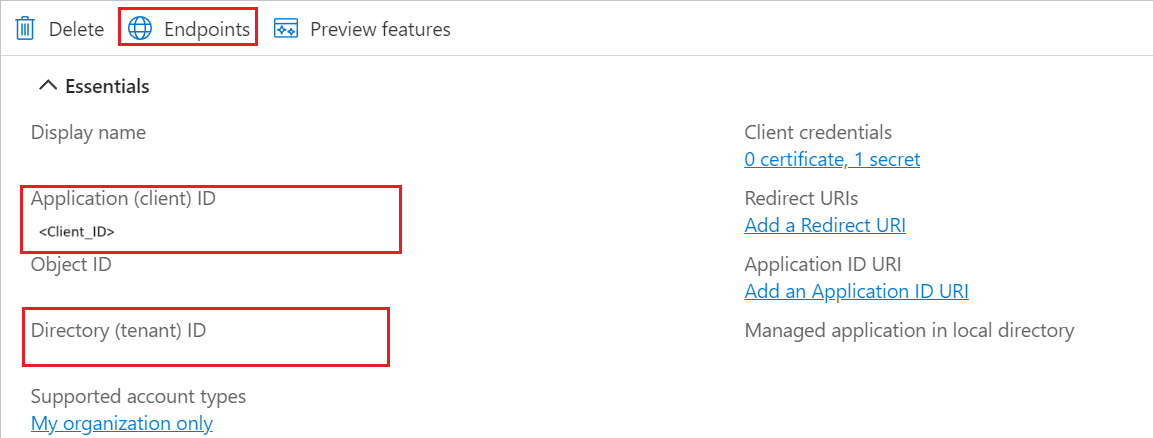 Delete Endpoints Preview features
Essentials
Display name
Application (client) ID
<Client_ID>
Object ID
Directory (tenant) ID
Supported account types
My organization only
Client credentials
0 certificate, 1 secret
Redirect URIs
Add a Redirect URI
Application ID URI
Add an Application ID URI
Managed application in local directory